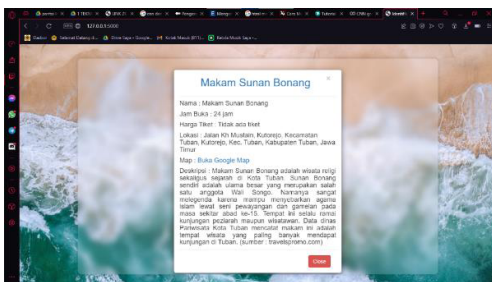 127.0.0.1:5000
Makam Sunan Bonang
×
Nama : Makam Sunan Bonang
Jam Buka : 24 jam
Harga Tiket : Tidak ada tiket
Lokasi : Jalan Kh Mustain, Kutorejo, Kecamatan
Tuban, Kutorejo, Kec. Tuban, Kabupaten Tuban, Jawa
Timur
Map : Buka Google Map
Deskripsi : Makam Sunan Bonang adalah wisata religi
sekaligus sejarah di Kota Tuban. Sunan Bonang
sendiri adalah ulama besar yang merupakan salah
satu anggota Wali Songo. Namanya sangat
melegenda karena mampu menyebarkan agama
islam lewat seni pewayangan dan gamelan pada
masa sekitar abad ke-15. Tempat ini selalu ramai
kunjungan peziarah maupun wisatawan. Data dinas
Pariwisata Kota Tuban mencatat makam ini adalah
tempat wisata yang paling banyak mendapat
kunjungan di Tuban. (sumber : travelspromo.com)
Close